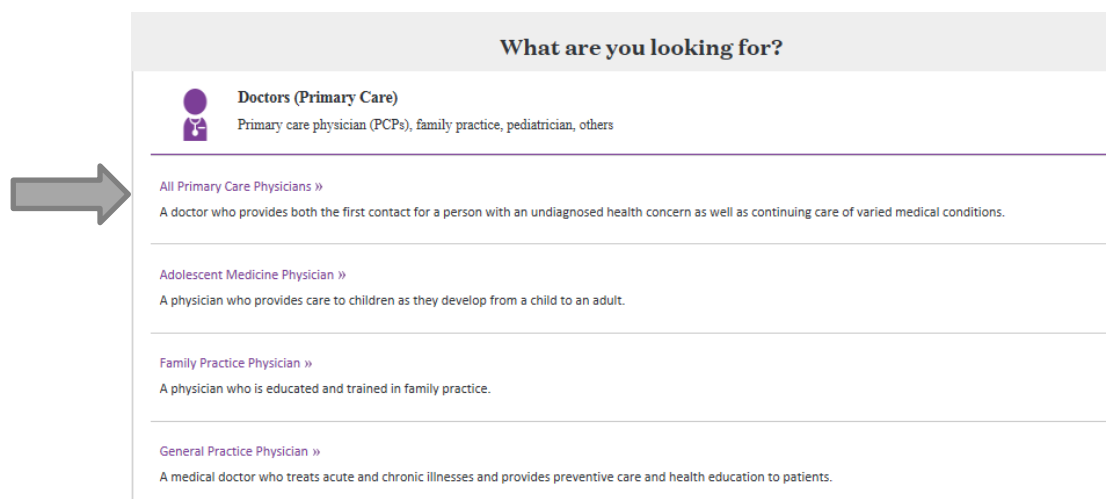 What are you looking for?
Doctors (Primary Care)
Primary care physician (PCPs), family practice, pediatrician, others
All Primary Care Physicians »
A doctor who provides both the first contact for a person with an undiagnosed health concern as well as continuing care of varied medical conditions.
Adolescent Medicine Physician »
A physician who provides care to children as they develop from a child to an adult.
Family Practice Physician »
A physician who is educated and trained in family practice.
General Practice Physician »
A medical doctor who treats acute and chronic illnesses and provides preventive care and health education to patients.